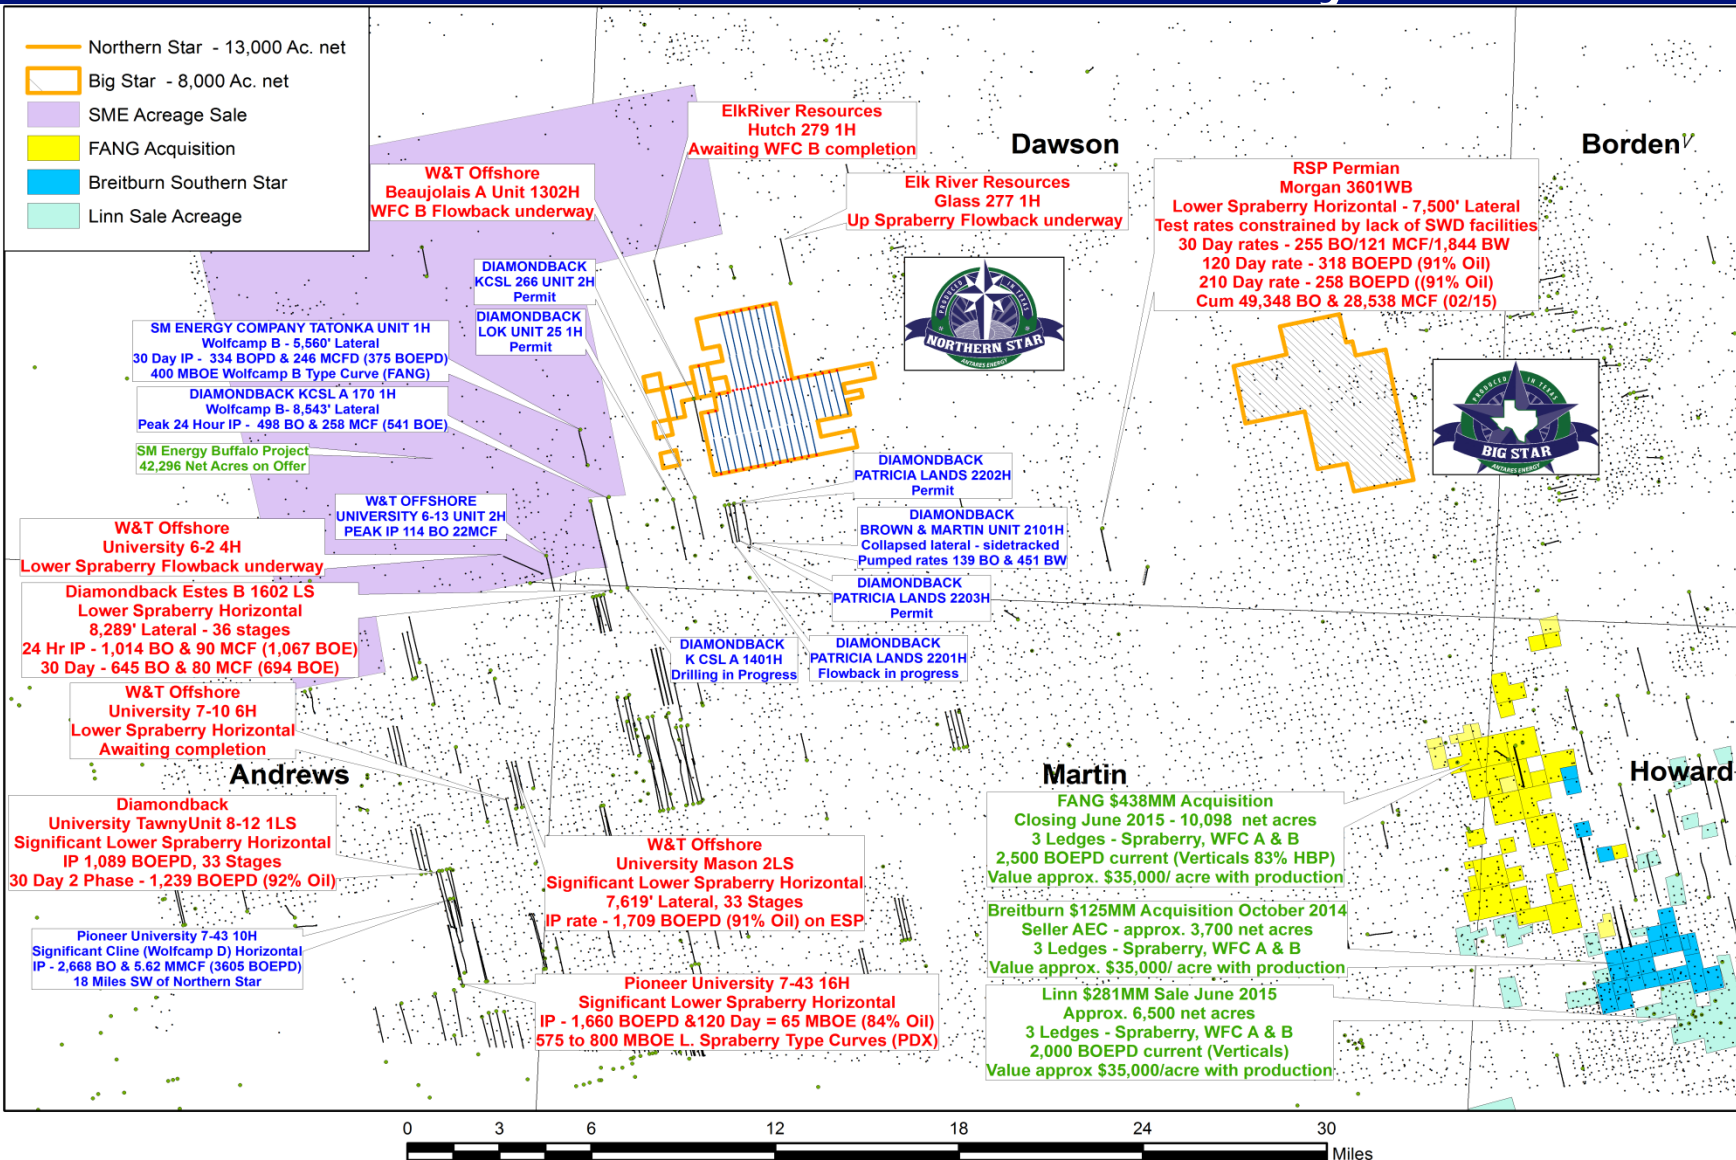 Northern Star - 13,000 Ac. net
Big Star - 8,000 Ac. net
SME Acreage Sale
FANG Acquisition
Breitburn Southern Star
Linn Sale Acreage
ElkRiver Resources
Hutch 279 1H
Awaiting WFC B completion
Dawson
Borden
W&T Offshore
Beaujolais A Unit 1302H
WFC B Flowback underway
Elk River Resources
Glass 277 1H
Up Spraberry Flowback underway
RSP Permian
Morgan 3601WB
Lower Spraberry Horizontal - 7,500' Lateral
Test rates constrained by lack of SWD facilities
30 Day rates - 255 BO/121 MCF/1,844 BW
120 Day rate - 318 BOEPD (91% Oil)
210 Day rate - 258 BOEPD ((91% Oil)
Cum 49,348 BO & 28,538 MCF (02/15)
DIAMONDBACK
KCSL 266 UNIT 2H
Permit
DIAMONDBACK
LOK UNIT 25 1H
Permit
PRODUCED IN TEXAS
NORTHERN STAR
ANTARES ENERGY
SM ENERGY COMPANY TATONKA UNIT 1H
Wolfcamp B - 5,560' Lateral
30 Day IP - 334 BOPD & 246 MCFD (375 BOEPD)
400 MBOE Wolfcamp B Type Curve (FANG)
DIAMONDBACK KCSL A 170 1H
Wolfcamp B- 8,543' Lateral
Peak 24 Hour IP - 498 BO & 258 MCF (541 BOE)
SM Energy Buffalo Project
42,296 Net Acres on Offer
PRODUCED IN TEXAS
BIG STAR
ANTARES ENERGY
DIAMONDBACK
PATRICIA LANDS 2202H
Permit
W&T OFFSHORE
UNIVERSITY 6-13 UNIT 2H
PEAK IP 114 BO 22MCF
DIAMONDBACK
BROWN & MARTIN UNIT 2101H
Collapsed lateral - sidetracked
Pumped rates 139 BO & 451 BW
W&T Offshore
University 6-2 4H
Lower Spraberry Flowback underway
DIAMONDBACK
PATRICIA LANDS 2203H
Permit
Diamondback Estes B 1602 LS
Lower Spraberry Horizontal
8,289' Lateral - 36 stages
24 Hr IP - 1,014 BO & 90 MCF (1,067 BOE)
30 Day - 645 BO & 80 MCF (694 BOE)
DIAMONDBACK
K CSL A 1401H
Drilling in Progress
DIAMONDBACK
PATRICIA LANDS 2201H
Flowback in progress
W&T Offshore
University 7-10 6H
Lower Spraberry Horizontal
Awaiting completion
Andrews
Martin
Howard
Diamondback
University TawnyUnit 8-12 1LS
Significant Lower Spraberry Horizontal
IP 1,089 BOEPD, 33 Stages
30 Day 2 Phase - 1,239 BOEPD (92% Oil)
W&T Offshore
University Mason 2LS
Significant Lower Spraberry Horizontal
7,619' Lateral, 33 Stages
IP rate - 1,709 BOEPD (91% Oil) on ESP
FANG $438MM Acquisition
Closing June 2015 - 10,098 net acres
3 Ledges - Spraberry, WFC A & B
2,500 BOEPD current (Verticals 83% HBP)
Value approx. $35,000/ acre with production
Breitburn $125MM Acquisition October 2014
Seller AEC - approx. 3,700 net acres
3 Ledges - Spraberry, WFC A & B
Value approx. $35,000/ acre with production
Pioneer University 7-43 10H
Significant Cline (Wolfcamp D) Horizontal
IP - 2,668 BO & 5.62 MMCF (3605 BOEPD)
18 Miles SW of Northern Star
Pioneer University 7-43 16H
Significant Lower Spraberry Horizontal
IP - 1,660 BOEPD &120 Day = 65 MBOE (84% Oil)
575 to 800 MBOE L. Spraberry Type Curves (PDX)
Linn $281MM Sale June 2015
Approx. 6,500 net acres
3 Ledges - Spraberry, WFC A & B
2,000 BOEPD current (Verticals)
Value approx $35,000/acre with production
0 3 6 12 18 24 30
Miles